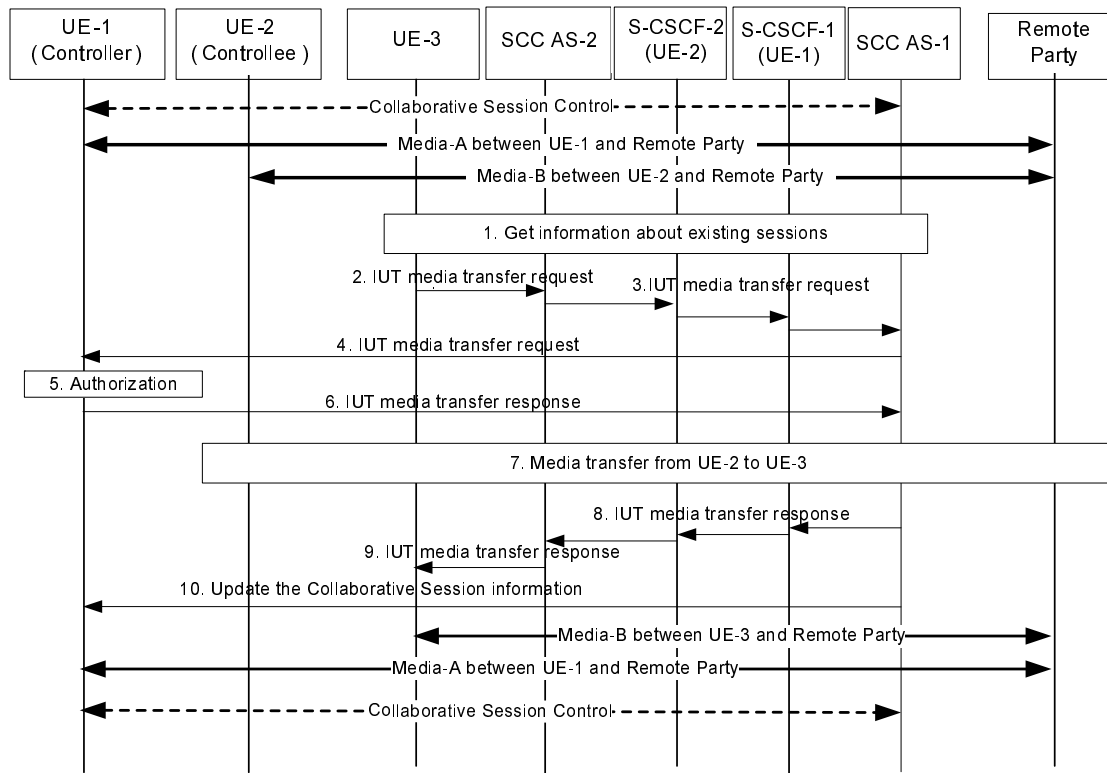 UE-1
( Controller )
UE-2
( Controllee )
UE-3
SCC AS-2
S-CSCF-2
(UE-2)
S-CSCF-1
(UE-1)
SCC AS-1
Remote
Party
Collaborative Session Control
Media-A between UE-1 and Remote Party
Media-B between UE-2 and Remote Party
1. Get information about existing sessions
2. IUT media transfer request
3.IUT media transfer request
4. IUT media transfer request
5. Authorization
6. IUT media transfer response
7. Media transfer from UE-2 to UE-3
8. IUT media transfer response
9. IUT media transfer response
10. Update the Collaborative Session information
Media-B between UE-3 and Remote Party
Media-A between UE-1 and Remote Party
Collaborative Session Control